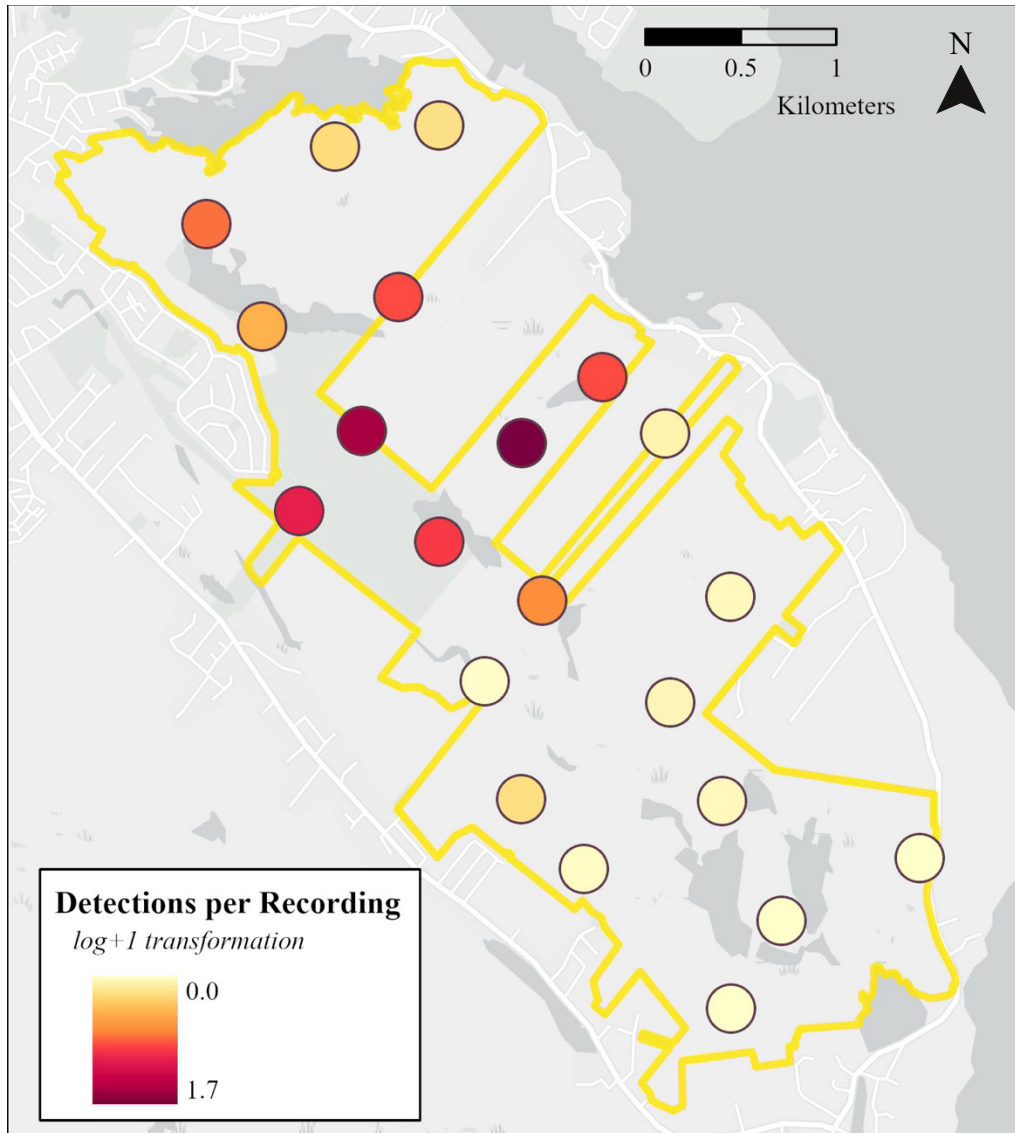 N
0 0.5 1
Kilometers
Detections per Recording
log+1 transformation
0.0
1.7